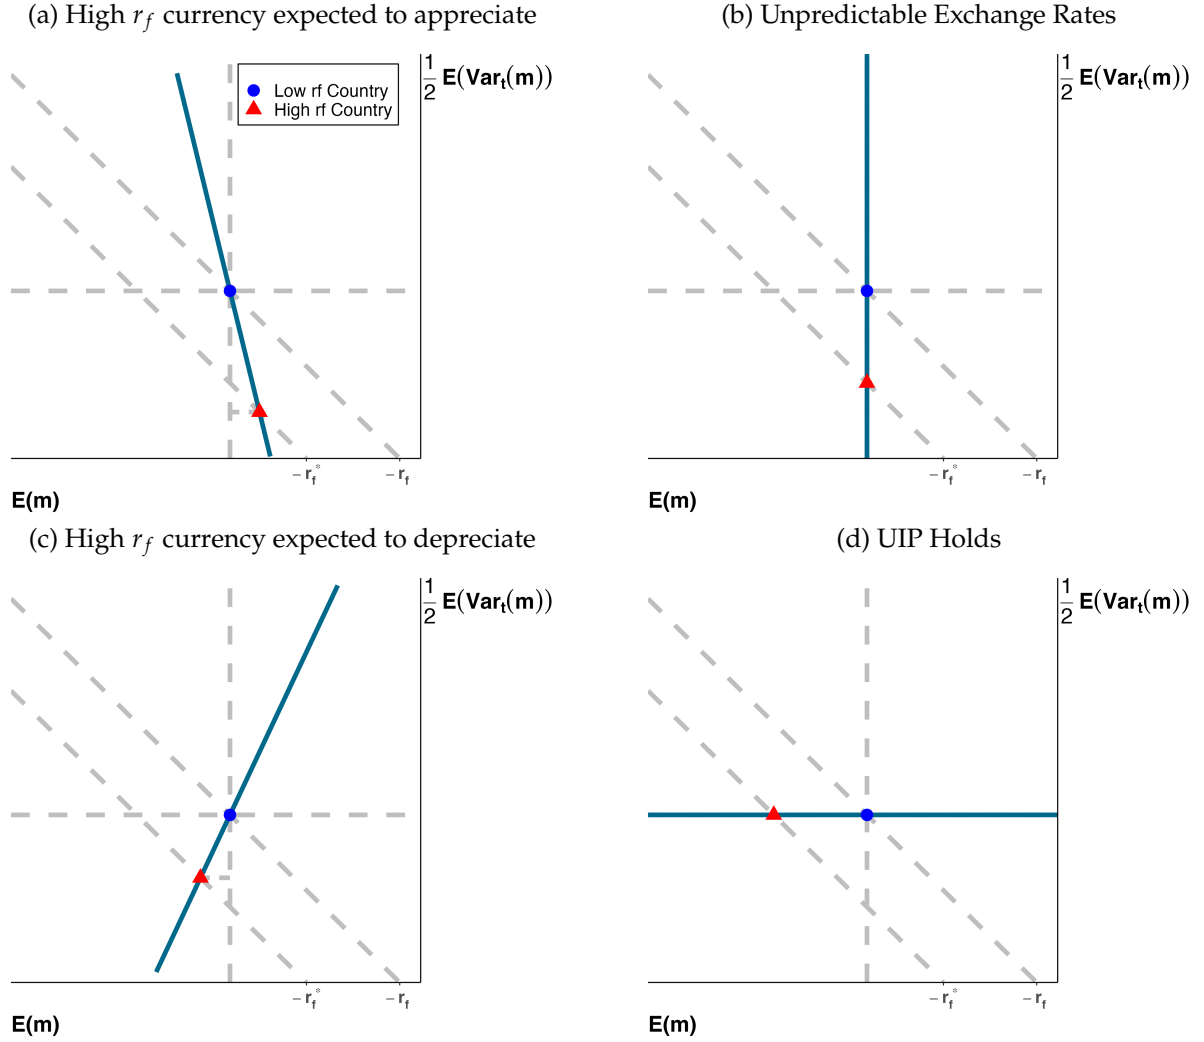 (a) High r_f currency expected to appreciate
1/2 E(Var_t(m))
Low rf Country
High rf Country
−r_f^* −r_f
E(m)
(b) Unpredictable Exchange Rates
1/2 E(Var_t(m))
−r_f^* −r_f
E(m)
(c) High r_f currency expected to depreciate
1/2 E(Var_t(m))
−r_f^* −r_f
E(m)
(d) UIP Holds
1/2 E(Var_t(m))
−r_f^* −r_f
E(m)